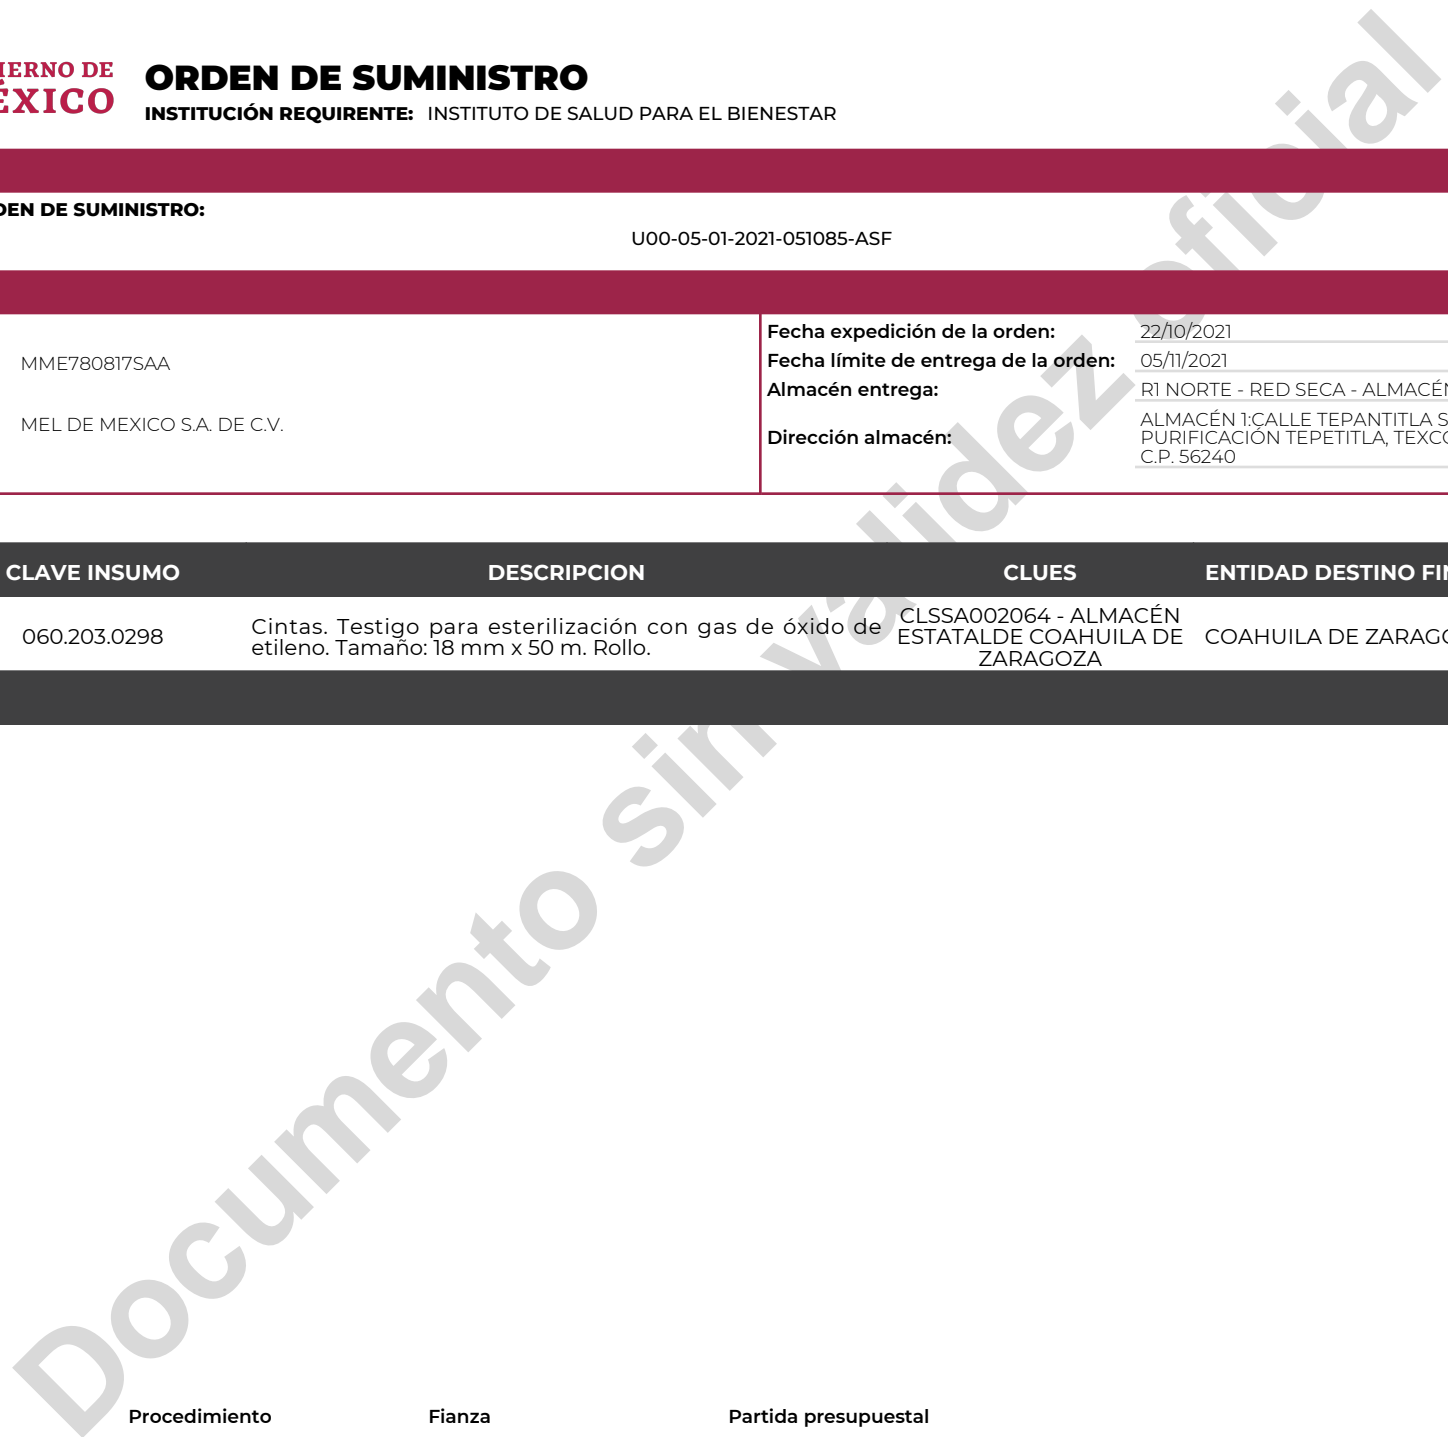 IERNO DE
ÉXICO
ORDEN DE SUMINISTRO
INSTITUCIÓN REQUIRENTE: INSTITUTO DE SALUD PARA EL BIENESTAR
DEN DE SUMINISTRO:
U00-05-01-2021-051085-ASF
MME780817SAA
MEL DE MEXICO S.A. DE C.V.
Fecha expedición de la orden: 22/10/2021
Fecha límite de entrega de la orden: 05/11/2021
Almacén entrega: R1 NORTE - RED SECA - ALMACÉN
Dirección almacén:
ALMACÉN 1:CALLE TEPANTITLA S
PURIFICACIÓN TEPETITLA, TEXCO
C.P. 56240
CLAVE INSUMO DESCRIPCION CLUES ENTIDAD DESTINO FIN
060.203.0298
Cintas. Testigo para esterilización con gas de óxido de
etileno. Tamaño: 18 mm x 50 m. Rollo.
CLSSA002064 - ALMACÉN
ESTATALDE COAHUILA DE
ZARAGOZA
COAHUILA DE ZARAGO
Documento sin validez oficial
Procedimiento Fianza Partida presupuestal